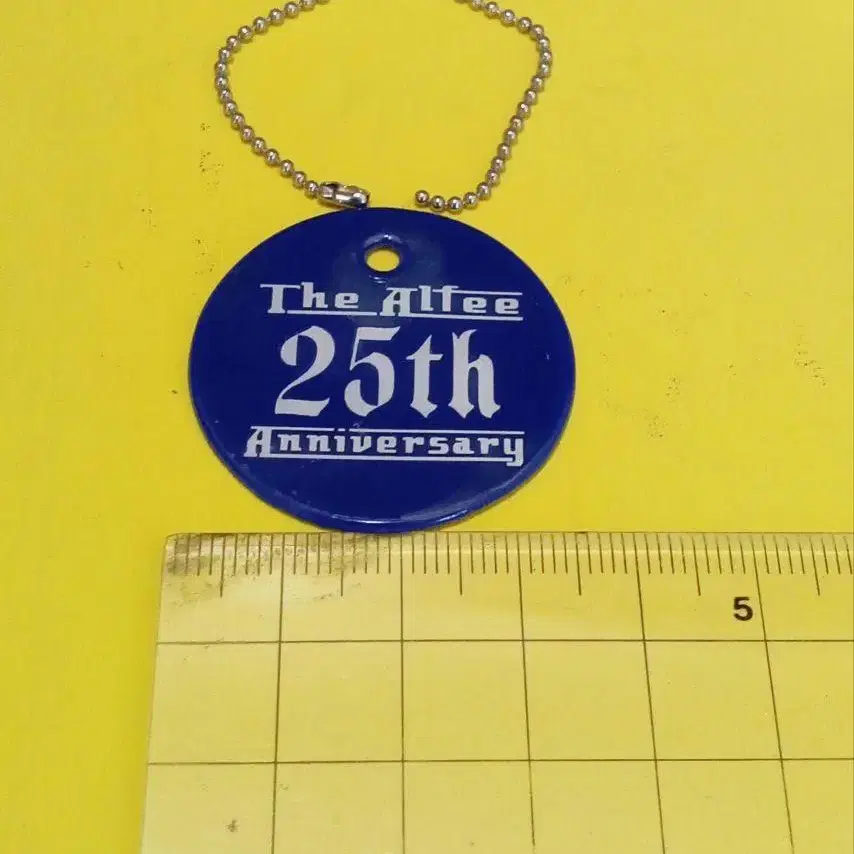 The Alfee
25th
Anniversary
5